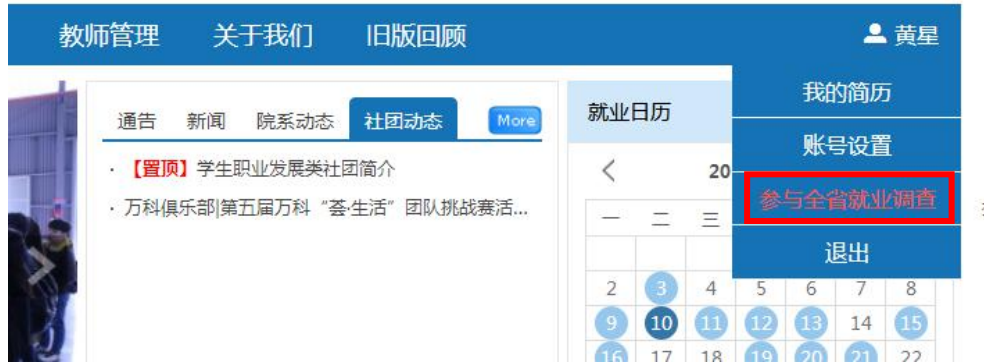 教师管理 关于我们 旧版回顾 黄星
我的简历
账号设置
参与全省就业调查
退出
通告 新闻 院系动态 社团动态 More
· 【置顶】学生职业发展类社团简介
· 万科俱乐部|第五届万科“荟·生活”团队挑战赛活...
就业日历
< 20
一 二 三
2 3 4 5 6 7 8
9 10 11 12 13 14 15
16 17 18 19 20 21 22